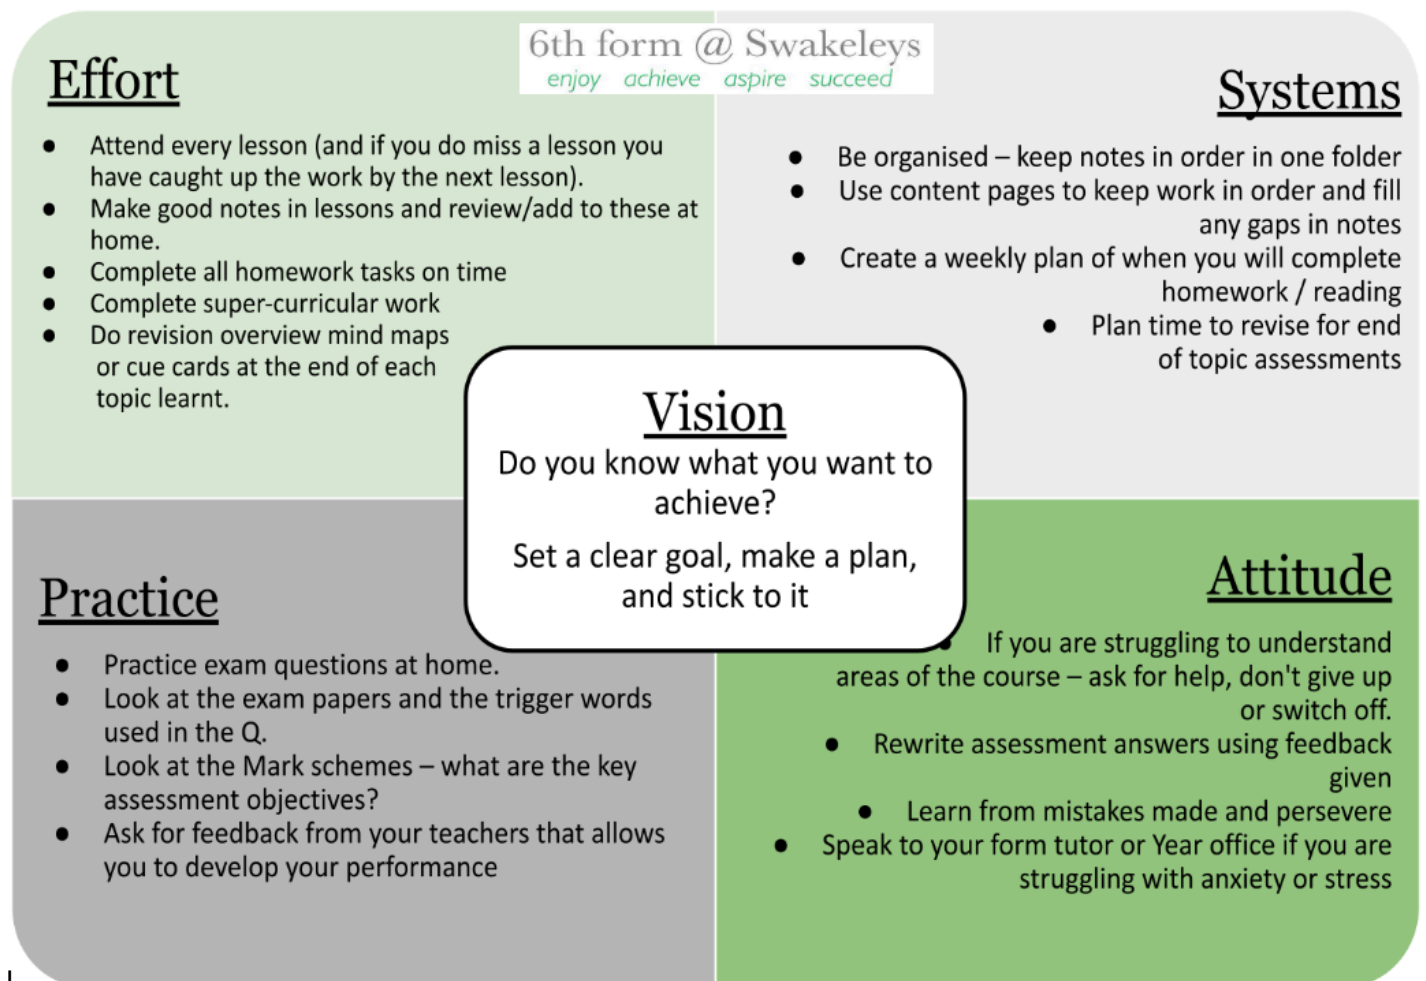 6th form @ Swakeleys
enjoy achieve aspire succeed
Effort
● Attend every lesson (and if you do miss a lesson you
have caught up the work by the next lesson).
● Make good notes in lessons and review/add to these at
home.
● Complete all homework tasks on time
● Complete super-curricular work
● Do revision overview mind maps
or cue cards at the end of each
topic learnt.
Systems
● Be organised – keep notes in order in one folder
● Use content pages to keep work in order and fill
any gaps in notes
● Create a weekly plan of when you will complete
homework / reading
● Plan time to revise for end
of topic assessments
Vision
Do you know what you want to
achieve?
Set a clear goal, make a plan,
and stick to it
Practice
● Practice exam questions at home.
● Look at the exam papers and the trigger words
used in the Q.
● Look at the Mark schemes – what are the key
assessment objectives?
● Ask for feedback from your teachers that allows
you to develop your performance
Attitude
● If you are struggling to understand
areas of the course – ask for help, don't give up
or switch off.
● Rewrite assessment answers using feedback
given
● Learn from mistakes made and persevere
● Speak to your form tutor or Year office if you are
struggling with anxiety or stress